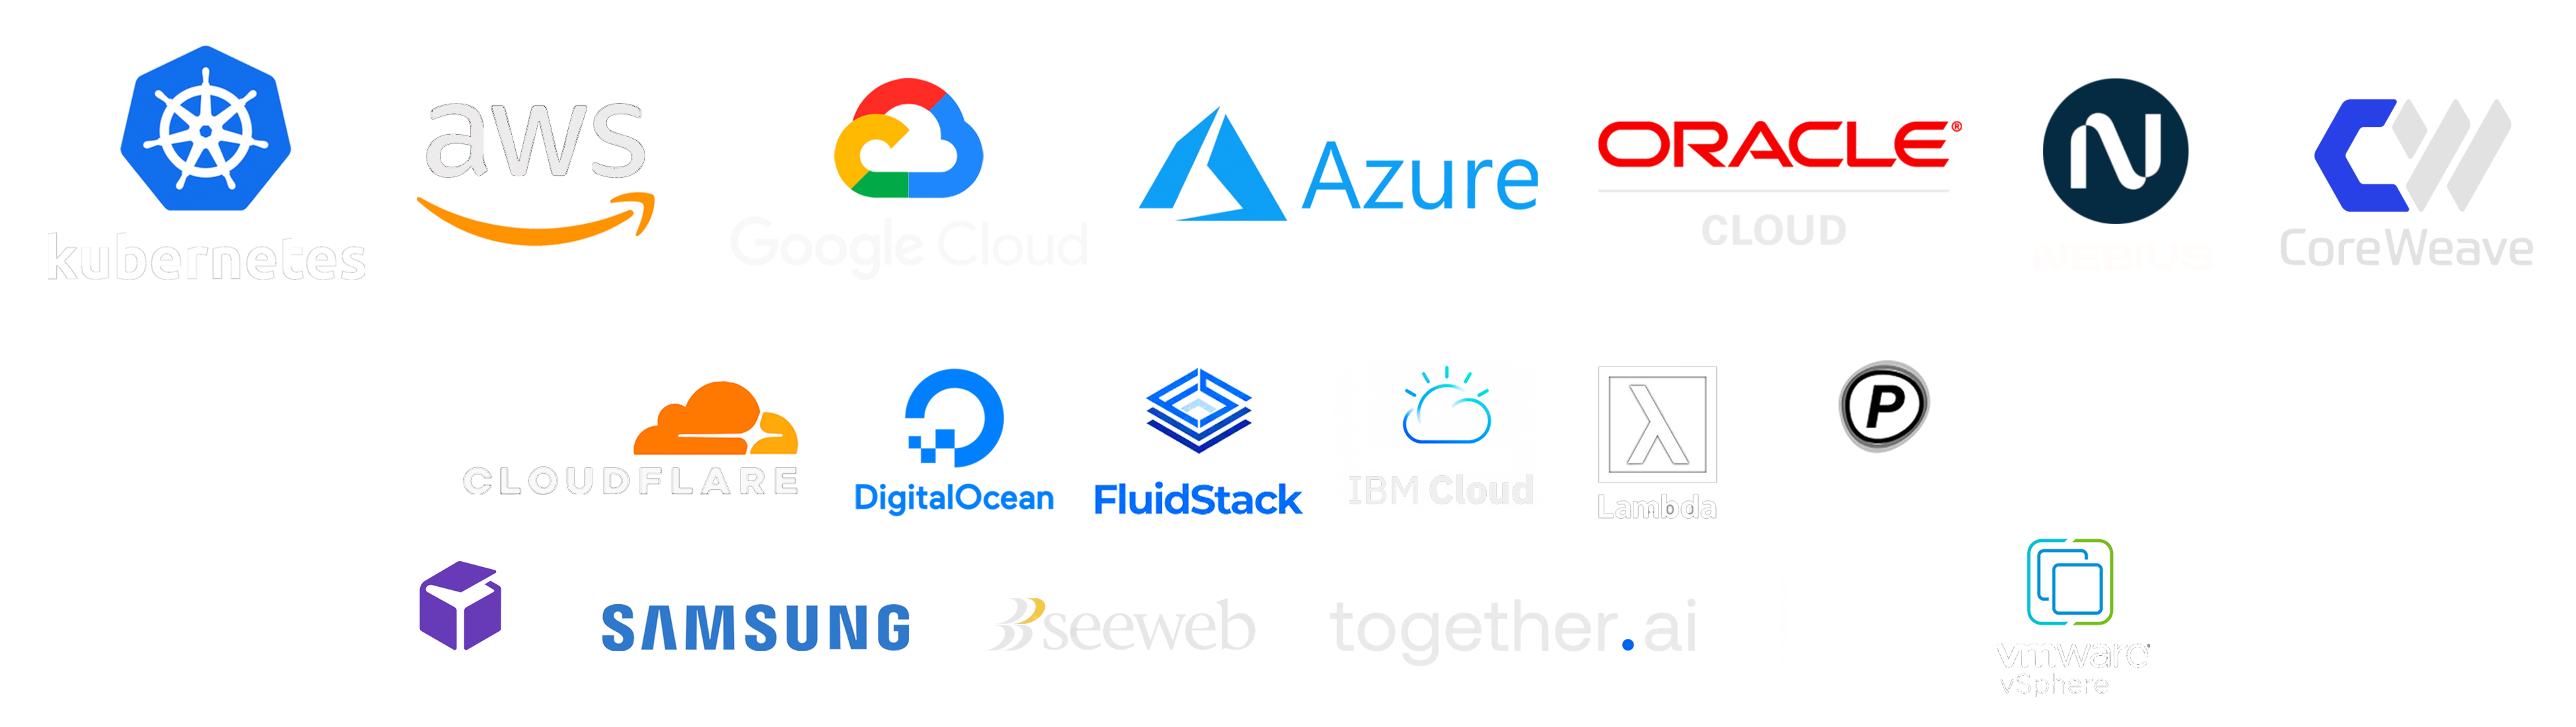 kubernetes
aws
Google Cloud
Azure
ORACLE®
CLOUD
NEBIUS
CoreWeave
CLOUDFLARE
DigitalOcean
FluidStack
IBM Cloud
Lambda
P
SAMSUNG
seeweb
together.ai
vmware®
vSphere